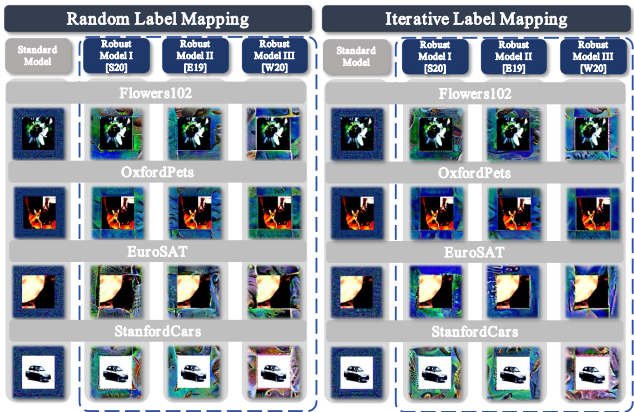 Random Label Mapping
Iterative Label Mapping
Standard
Model
Robust
Model I
[S20]
Robust
Model II
[E19]
Robust
Model III
[W20]
Standard
Model
Robust
Model I
[S20]
Robust
Model II
[E19]
Robust
Model III
[W20]
Flowers102
Flowers102
OxfordPets
OxfordPets
EuroSAT
EuroSAT
StanfordCars
StanfordCars